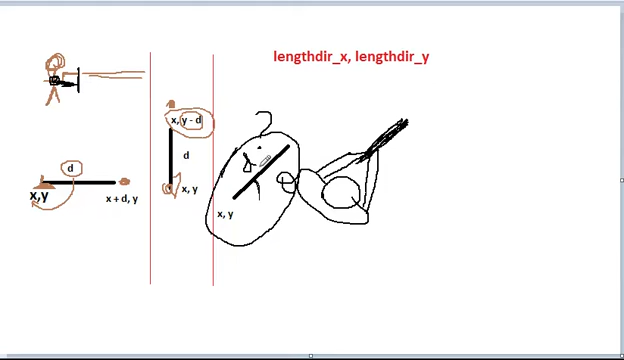 lengthdir_x, lengthdir_y
x, y - d
d
d
x, y
x,y
x + d, y
x, y
?